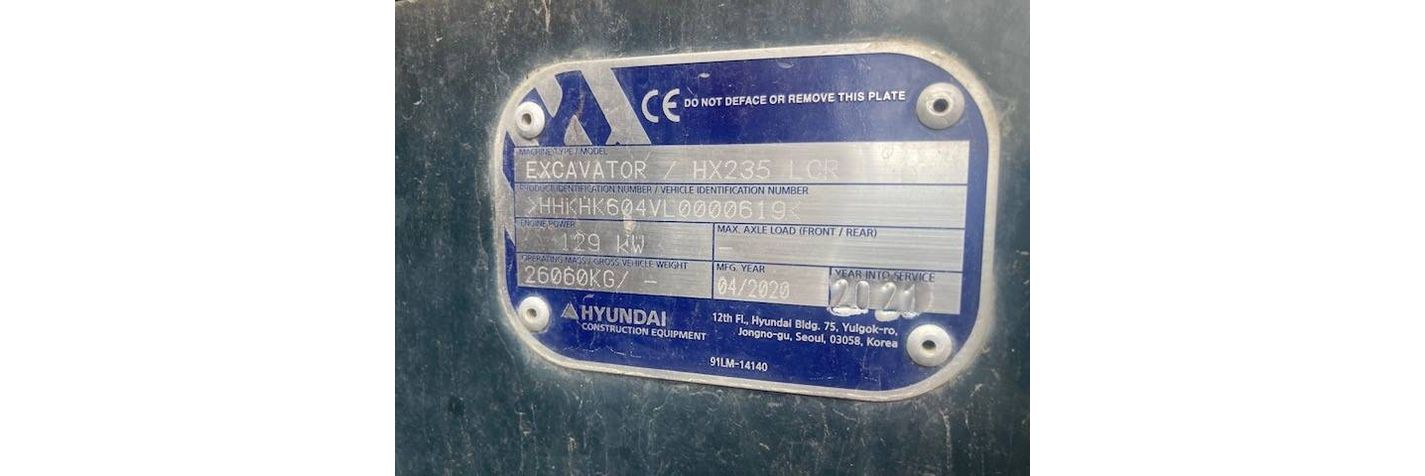 CE DO NOT DEFACE OR REMOVE THIS PLATE
MACHINE TYPE / MODEL
EXCAVATOR / HX235 LCR
PRODUCT IDENTIFICATION NUMBER / VEHICLE IDENTIFICATION NUMBER
>HHKHK604VL0000619<
ENGINE POWER
129 KW
MAX. AXLE LOAD (FRONT / REAR)
-
OPERATING MASS / GROSS VEHICLE WEIGHT
26060KG/ -
MFG. YEAR
04/2020
YEAR INTO SERVICE
2021
HYUNDAI
CONSTRUCTION EQUIPMENT
12th Fl., Hyundai Bldg. 75, Yulgok-ro,
Jongno-gu, Seoul, 03058, Korea
91LM-14140